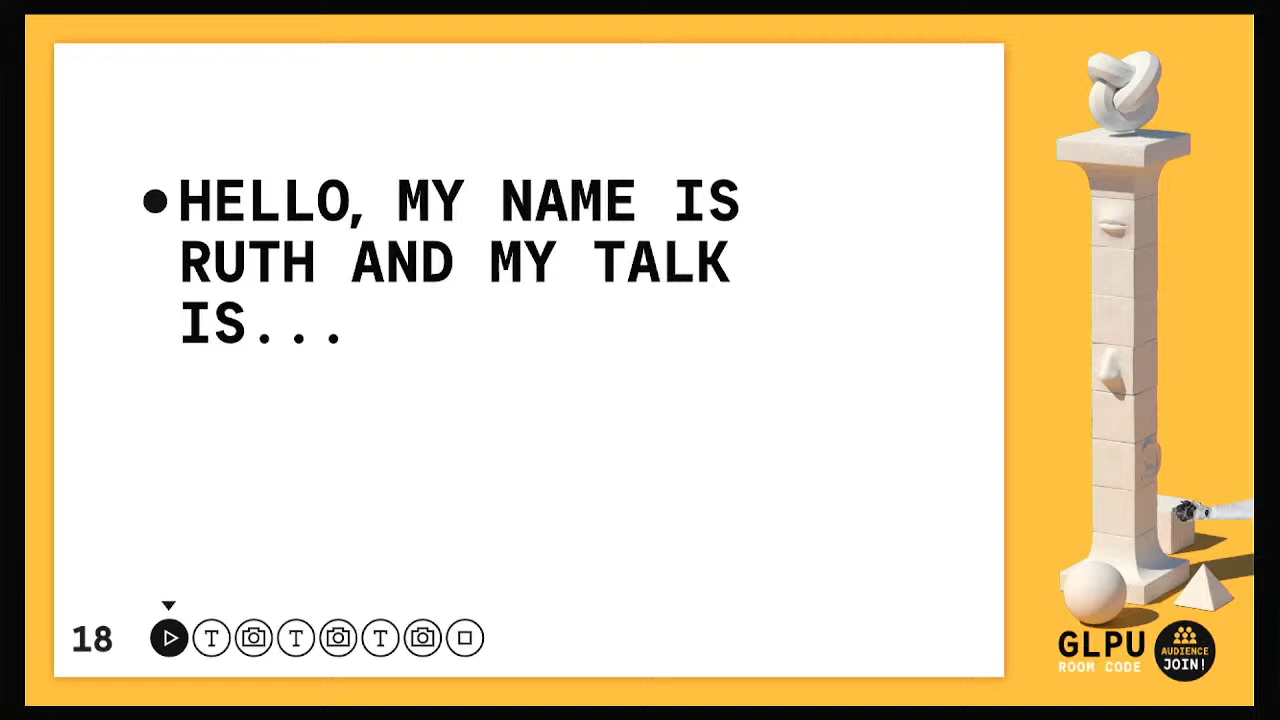 •HELLO, MY NAME IS
RUTH AND MY TALK
IS...
18
T
T
T
GLPU
ROOM CODE
AUDIENCE
JOIN!